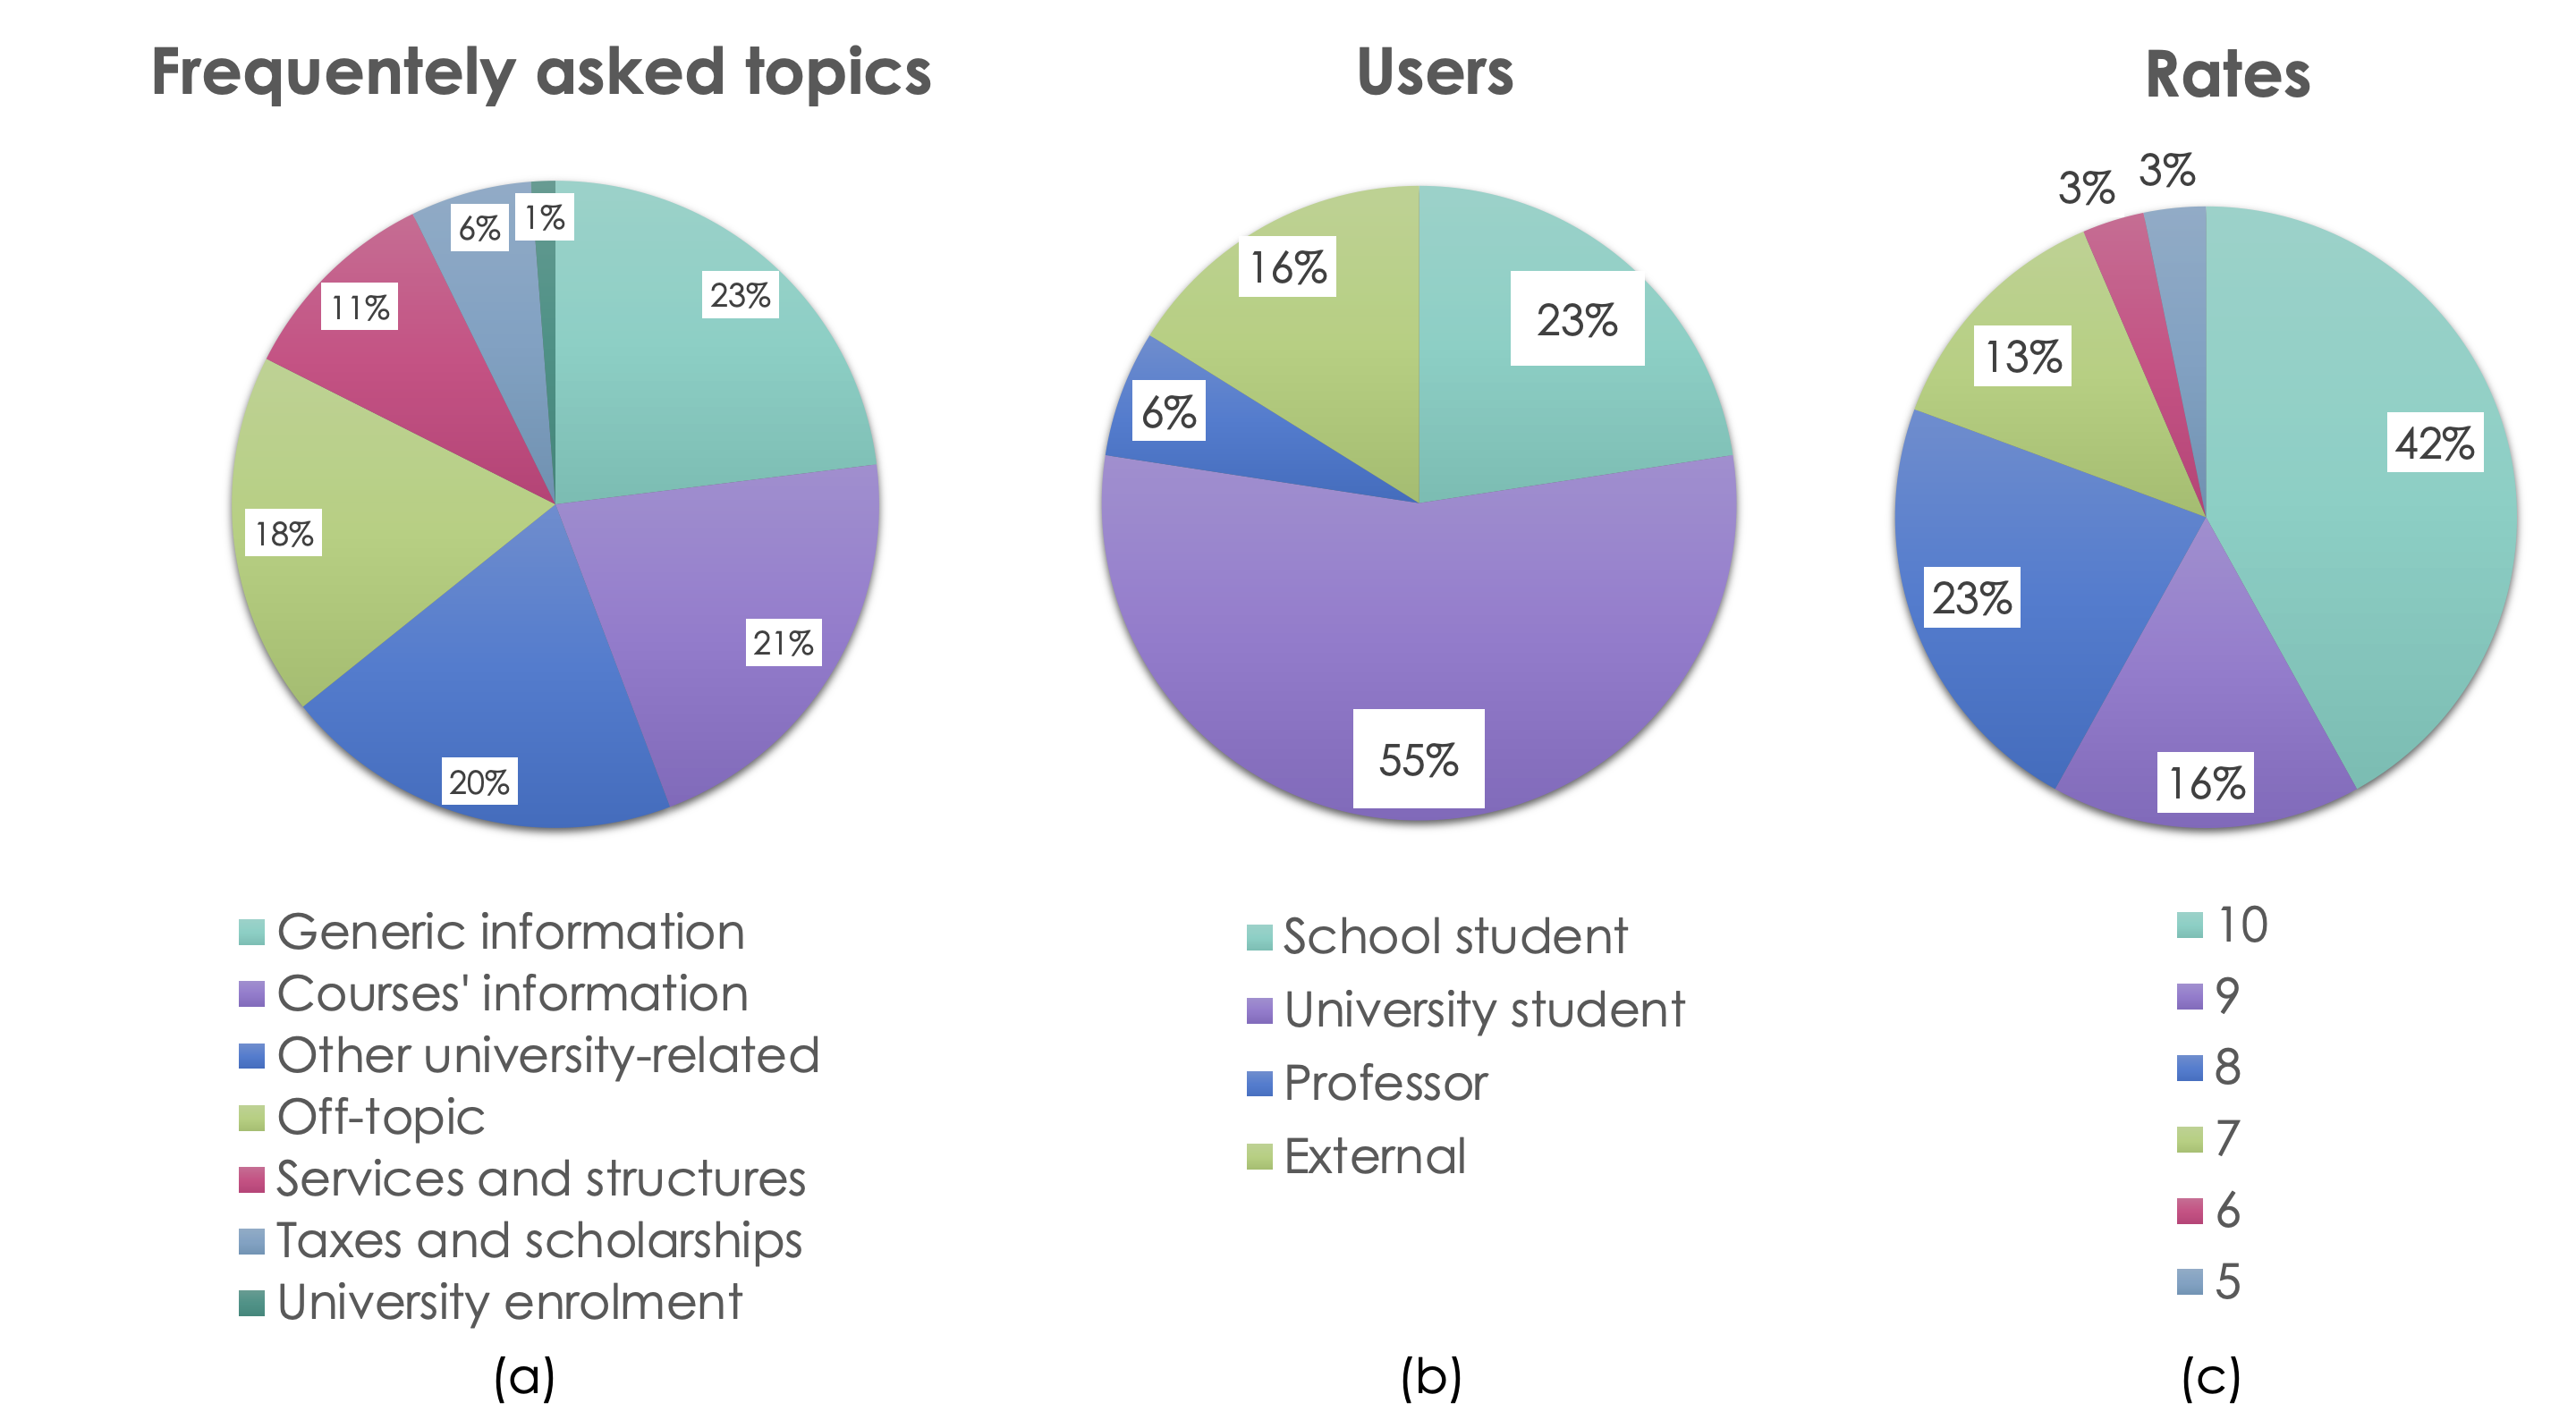 Frequentely asked topics
23%
21%
20%
18%
11%
6%
1%
Generic information
Courses' information
Other university-related
Off-topic
Services and structures
Taxes and scholarships
University enrolment
(a)
Users
23%
55%
6%
16%
School student
University student
Professor
External
(b)
Rates
42%
16%
23%
13%
3%
3%
10
9
8
7
6
5
(c)